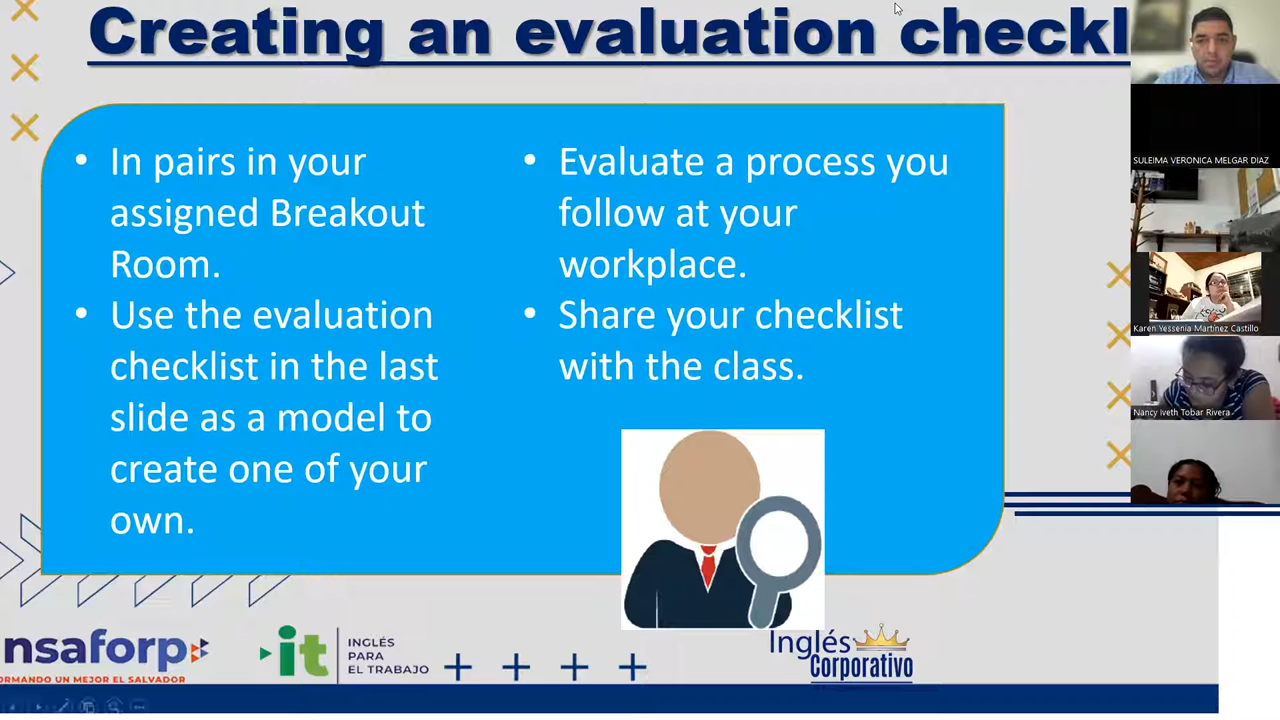 Creating an evaluation checkl
• In pairs in your
assigned Breakout
Room.
• Use the evaluation
checklist in the last
slide as a model to
create one of your
own.
• Evaluate a process you
follow at your
workplace.
• Share your checklist
with the class.
SULEIMA VERONICA MELGAR DIAZ
Karen Yessenia Martínez Castillo
Nancy Iveth Tobar Rivera
nsaforp
ORMANDO UN MEJOR EL SALVADOR
it
INGLÉS
PARA
EL TRABAJO
Inglés
Corporativo